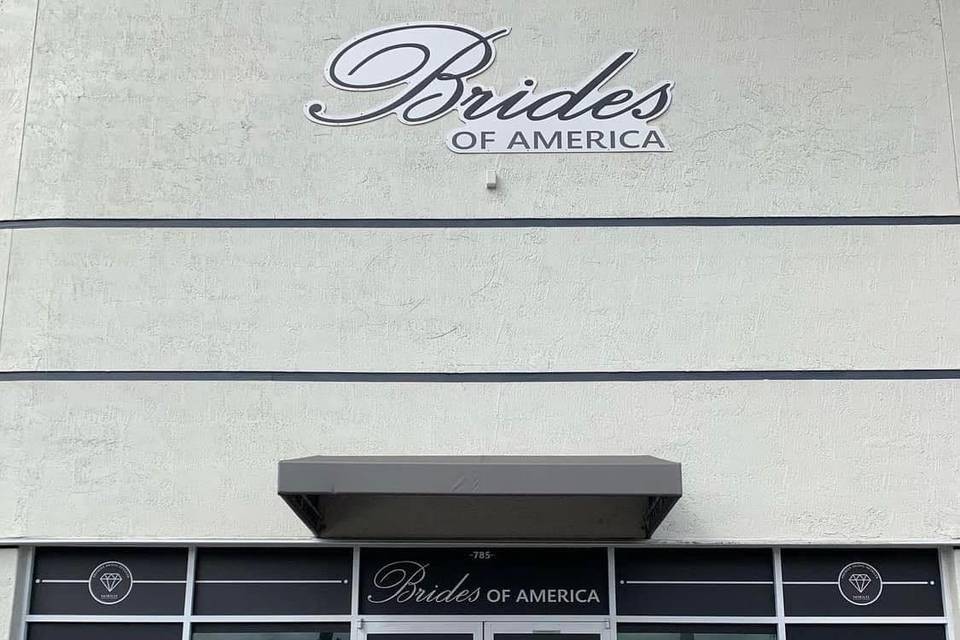 Brides
OF AMERICA
-785-
Brides OF AMERICA